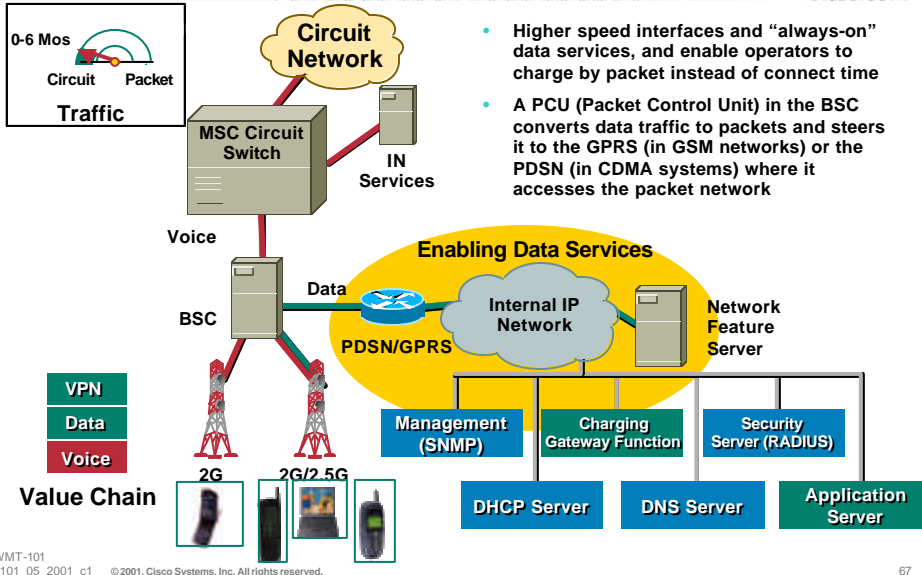 0-6 Mos
Circuit Packet
Traffic
Circuit
Network
MSC Circuit
Switch
IN
Services
• Higher speed interfaces and “always-on”
data services, and enable operators to
charge by packet instead of connect time
• A PCU (Packet Control Unit) in the BSC
converts data traffic to packets and steers
it to the GPRS (in GSM networks) or the
PDSN (in CDMA systems) where it
accesses the packet network
Voice
Enabling Data Services
BSC
Data
PDSN/GPRS
Internal IP
Network
Network
Feature
Server
VPN
Data
Voice
Value Chain
2G
2G/2.5G
Management
(SNMP)
Charging
Gateway Function
Security
Server (RADIUS)
DHCP Server
DNS Server
Application
Server
WMT-101
101_05_2001_c1 © 2001, Cisco Systems, Inc. All rights reserved. 67